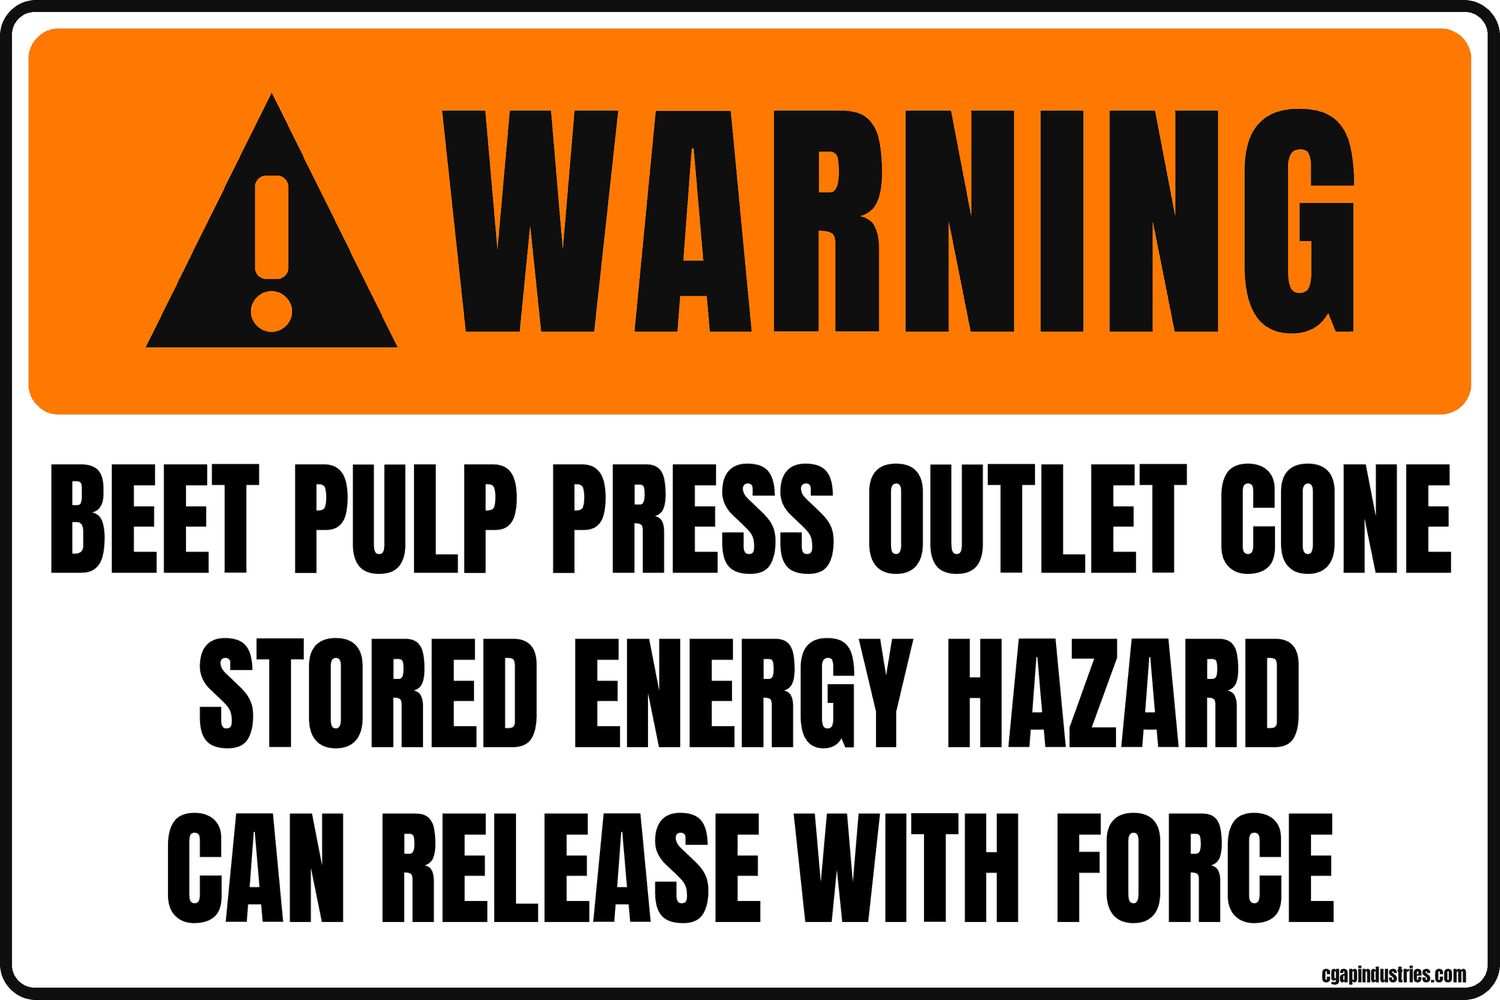 WARNING
BEET PULP PRESS OUTLET CONE
STORED ENERGY HAZARD
CAN RELEASE WITH FORCE
cgapindustries.com